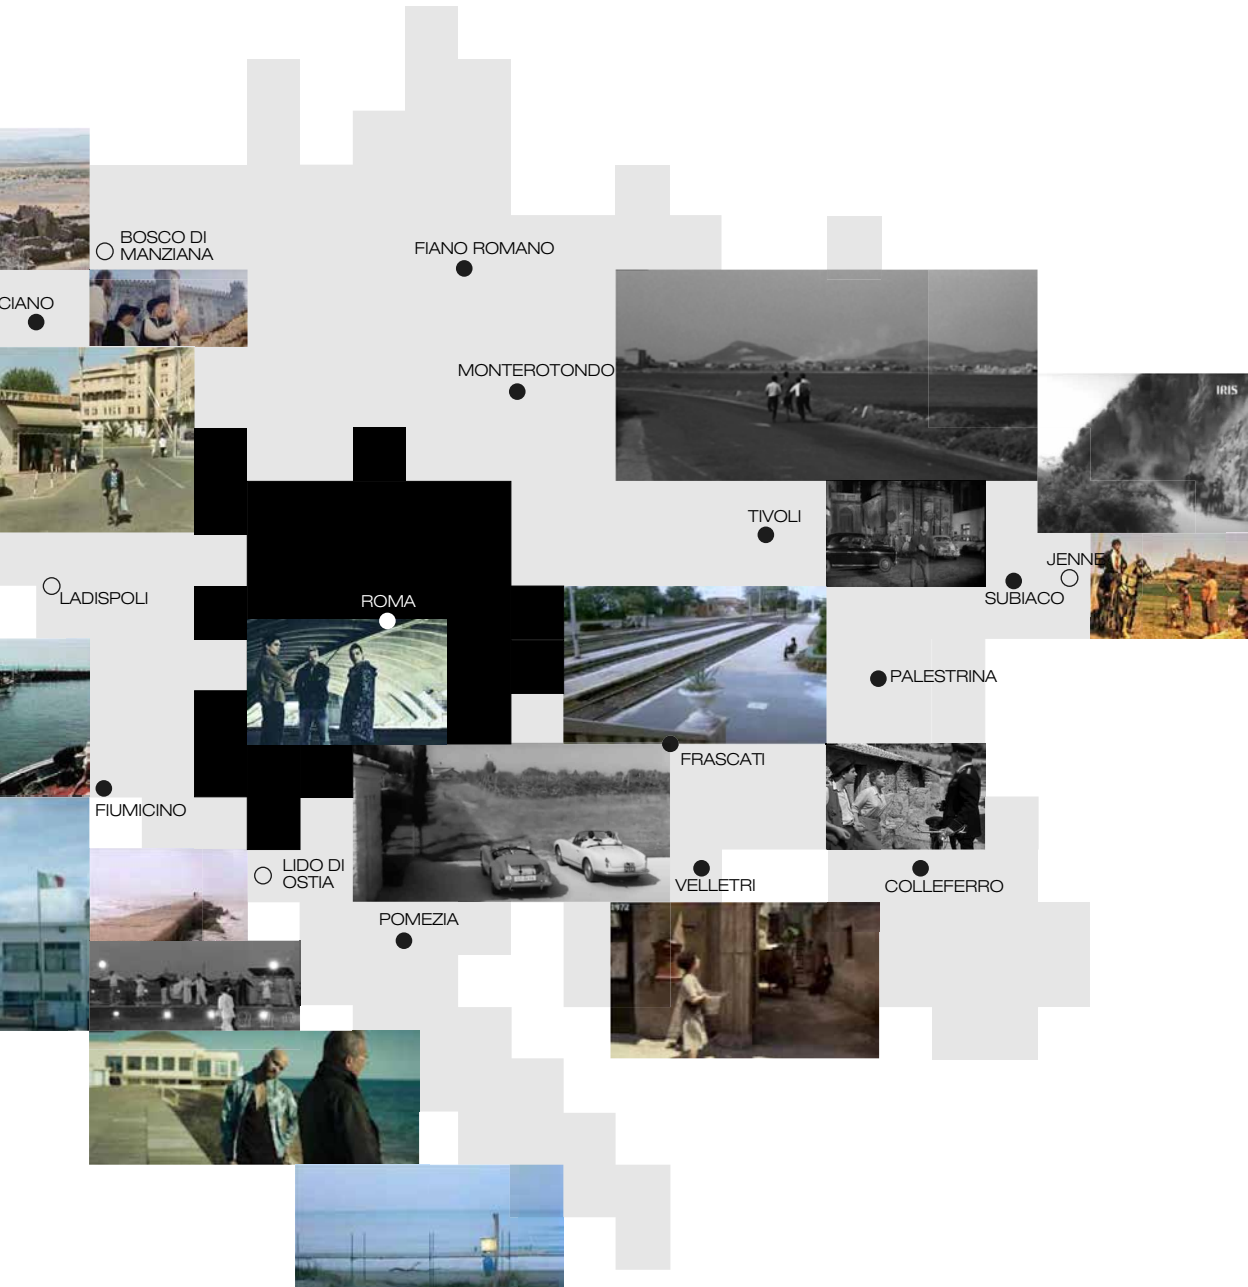 BOSCO DI
MANZIANA
FIANO ROMANO
CIANO
MONTEROTONDO
IRIS
TIVOLI
JENNE
SUBIACO
LADISPOLI
ROMA
PALESTRINA
FRASCATI
FIUMICINO
LIDO DI
OSTIA
VELLETRI
COLLEFERRO
POMEZIA
1972